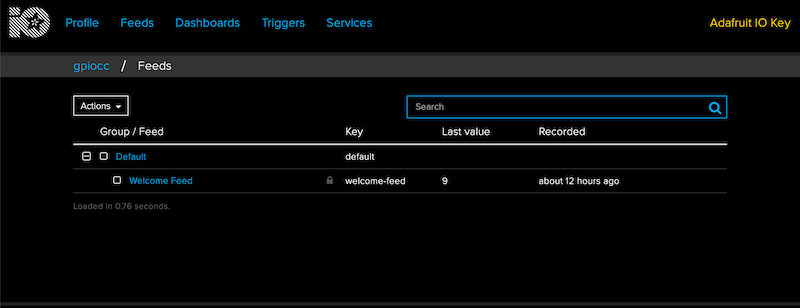 IO Profile Feeds Dashboards Triggers Services Adafruit IO Key
gpiocc / Feeds
Actions Search
Group / Feed Key Last value Recorded
Default default
Welcome Feed welcome-feed 9 about 12 hours ago
Loaded in 0.76 seconds.